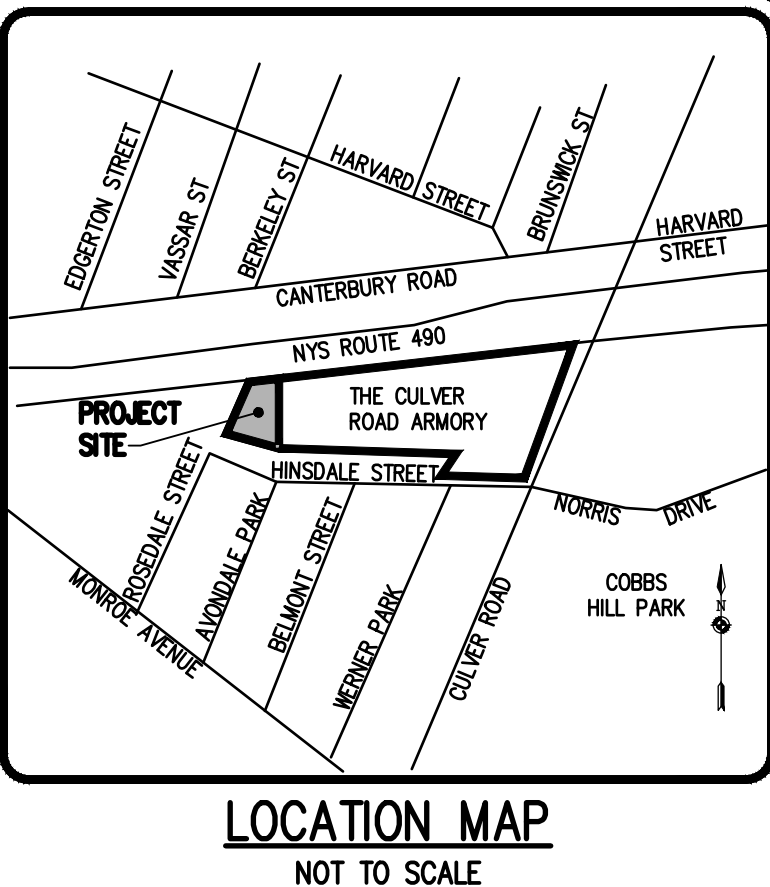 EDGERTON STREET
VASSAR ST
BERKELEY ST
HARVARD STREET
BRUNSWICK ST
HARVARD
STREET
CANTERBURY ROAD
NYS ROUTE 490
PROJECT
SITE
THE CULVER
ROAD ARMORY
HINSDALE STREET
ROSEDALE STREET
AVONDALE PARK
BELMONT STREET
NORRIS DRIVE
MONROE AVENUE
WERNER PARK
CULVER ROAD
COBBS
HILL PARK
N
LOCATION MAP
NOT TO SCALE